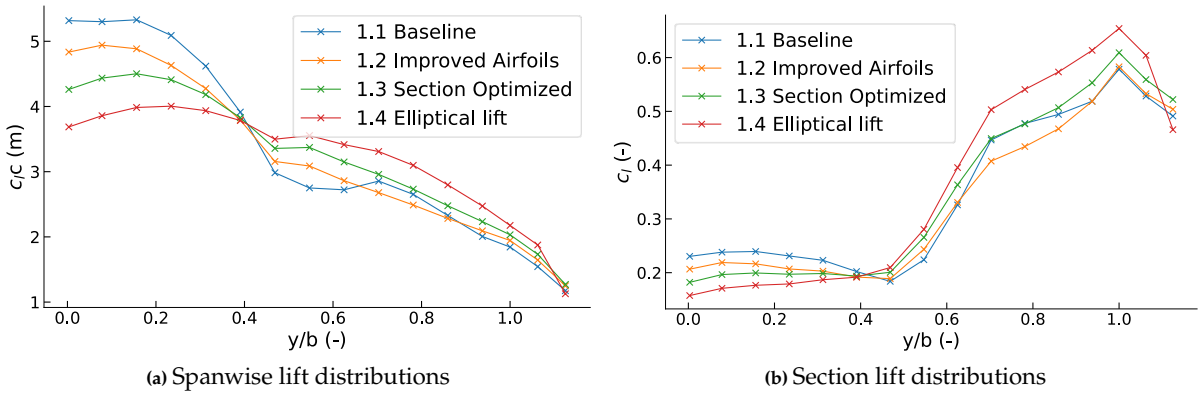 5
4
3
2
1
c_l c (m)
1.1 Baseline
1.2 Improved Airfoils
1.3 Section Optimized
1.4 Elliptical lift
0.0 0.2 0.4 0.6 0.8 1.0
y/b (-)
(a) Spanwise lift distributions
0.6
0.5
0.4
0.3
0.2
0.1
c_l (-)
1.1 Baseline
1.2 Improved Airfoils
1.3 Section Optimized
1.4 Elliptical lift
0.0 0.2 0.4 0.6 0.8 1.0
y/b (-)
(b) Section lift distributions